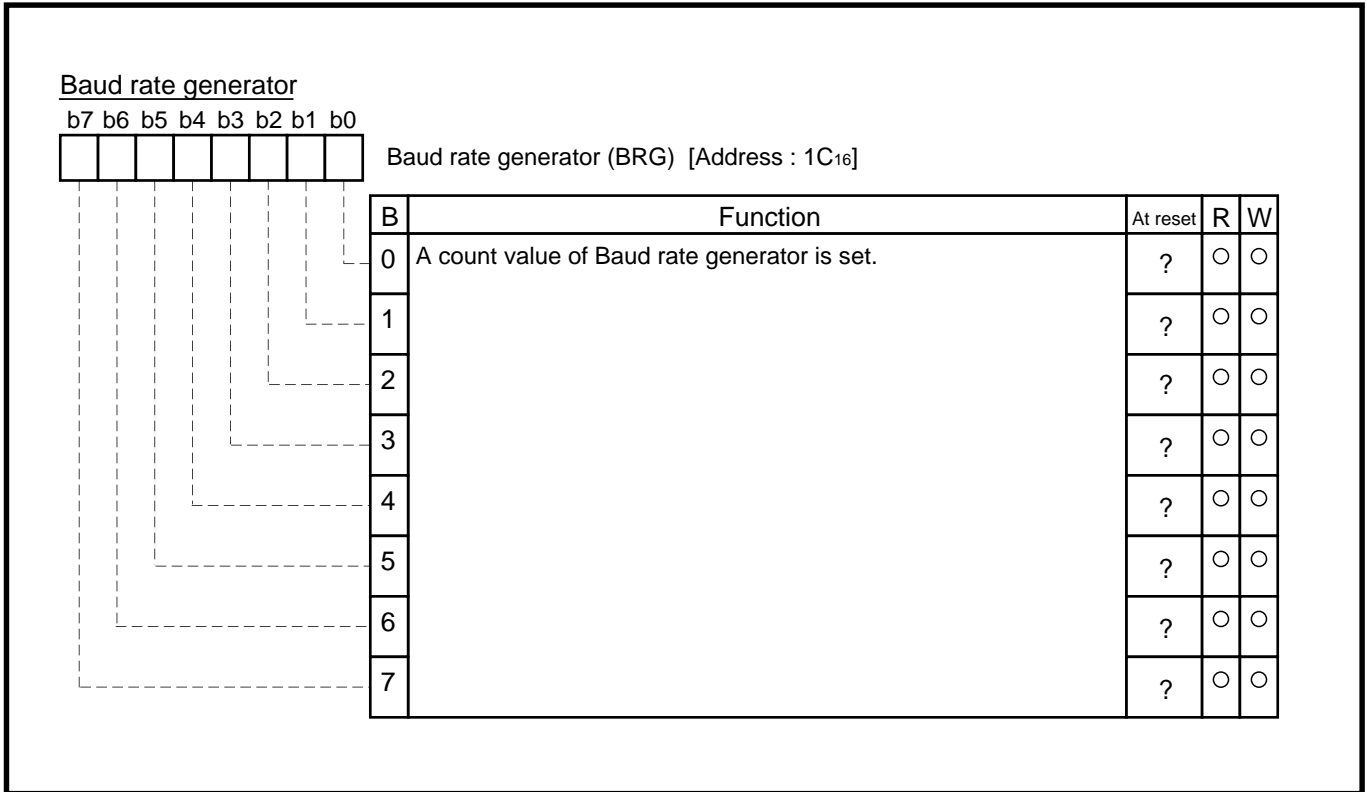 Baud rate generator
b7 b6 b5 b4 b3 b2 b1 b0
Baud rate generator (BRG) [Address : 1C₁₆]
B Function At reset R W
0 A count value of Baud rate generator is set. ? ○ ○
1 ? ○ ○
2 ? ○ ○
3 ? ○ ○
4 ? ○ ○
5 ? ○ ○
6 ? ○ ○
7 ? ○ ○